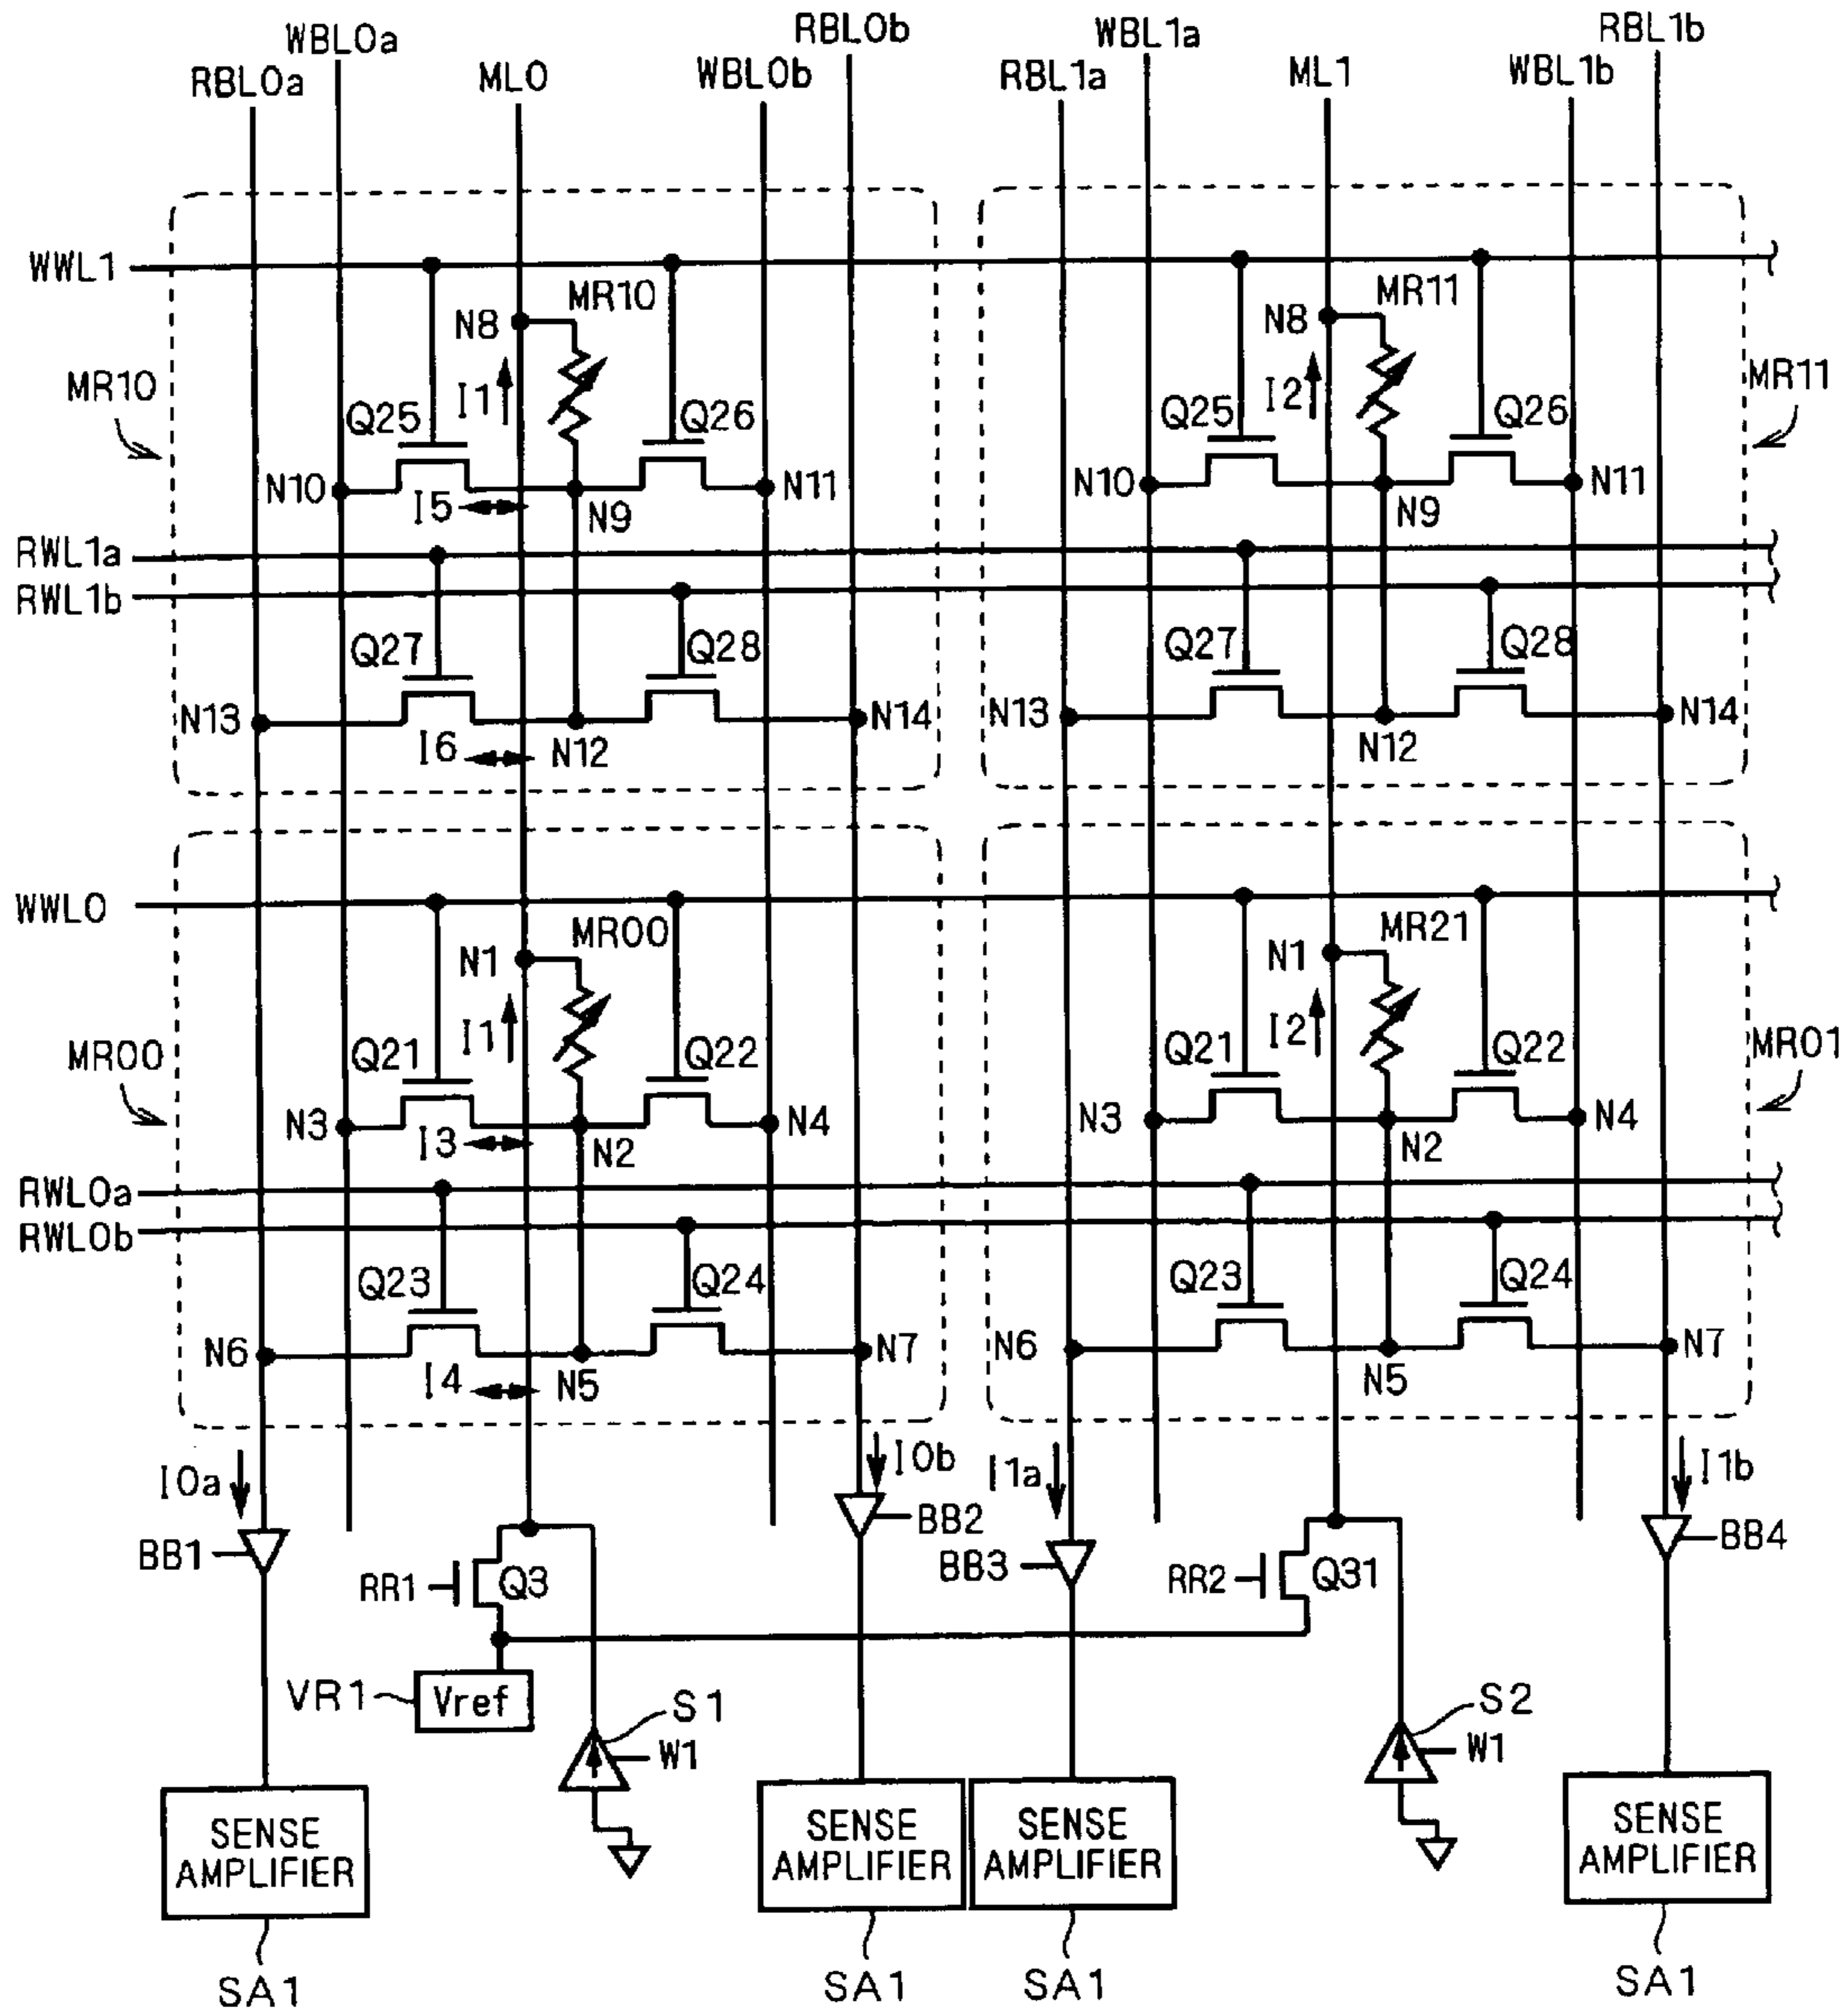 RBL0a
WBL0a
ML0
WBL0b
RBL0b
RBL1a
WBL1a
ML1
WBL1b
RBL1b
WWL1
MR10
MR11
N8
N8
MR10
I1
Q25
Q26
I2
Q25
Q26
MR11
N10
I5
N9
N11
N10
N9
N11
RWL1a
RWL1b
Q27
Q28
Q27
Q28
N13
I6
N12
N14
N13
N12
N14
WWL0
MR00
MR21
N1
N1
MR00
I1
Q21
Q22
I2
Q21
Q22
MR01
N3
I3
N2
N4
N3
N2
N4
RWL0a
RWL0b
Q23
Q24
Q23
Q24
N6
I4
N5
N7
N6
N5
N7
I0a
I0b
I1a
I1b
BB1
BB2
BB3
BB4
RR1
Q3
RR2
Q31
VR1
Vref
S1
W1
S2
W1
SENSE
AMPLIFIER
SENSE
AMPLIFIER
SENSE
AMPLIFIER
SENSE
AMPLIFIER
SA1
SA1
SA1
SA1